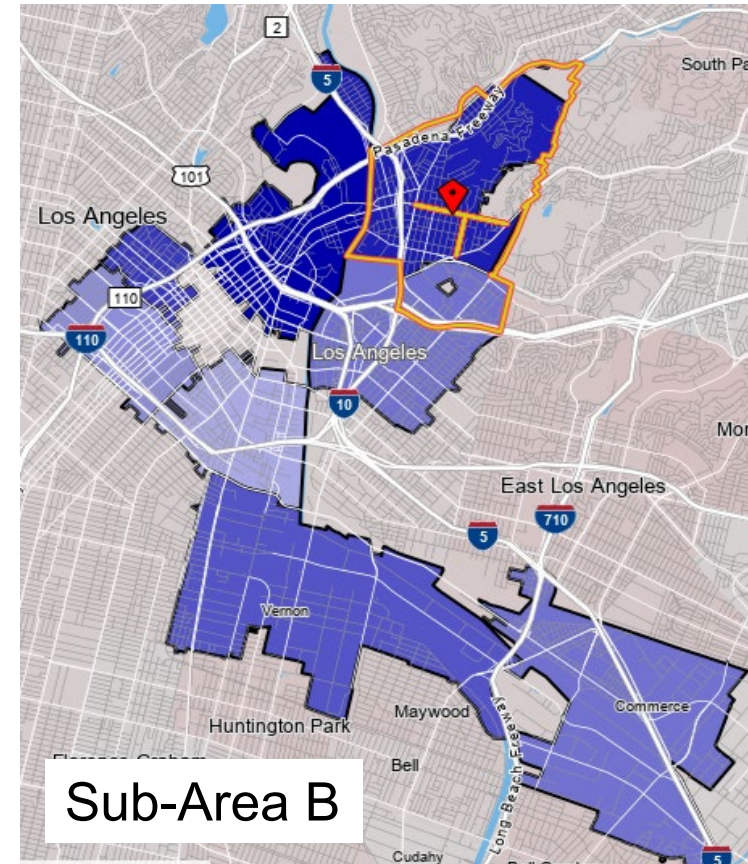 2
5
South Pa
Pasadena Freeway
101
Los Angeles
110
110
Los Angeles
10
Mon
East Los Angeles
710
5
Vernon
Commerce
Maywood
Huntington Park
Long Beach Freeway
Bell
Sub-Area B
Cudahy
5